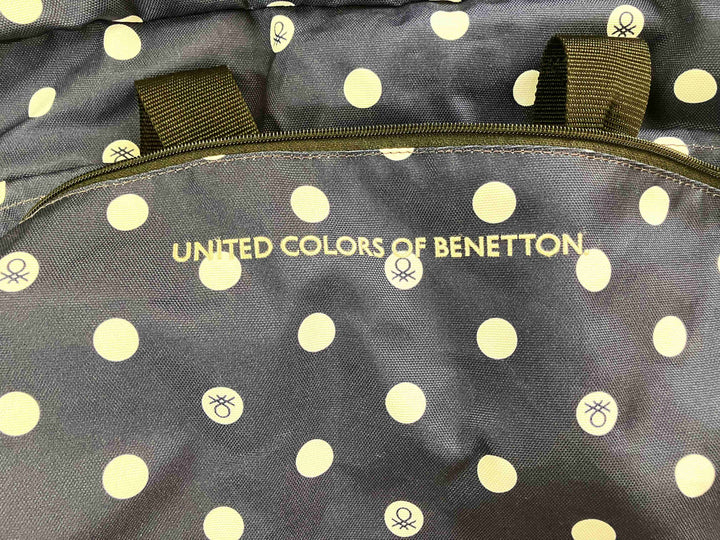 UNITED COLORS OF BENETTON.